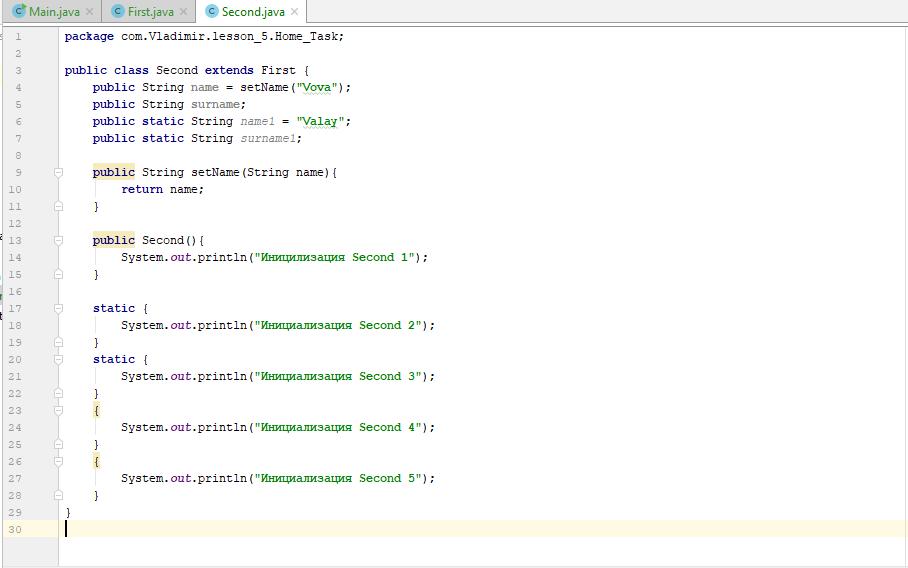 Main.java First.java Second.java
1 package com.Vladimir.lesson_5.Home_Task;
2
3 public class Second extends First {
4 public String name = setName("Vova");
5 public String surname;
6 public static String name1 = "Valay";
7 public static String surname1;
8
9 public String setName(String name){
10 return name;
11 }
12
13 public Second(){
14 System.out.println("Иницилизация Second 1");
15 }
16
17 static {
18 System.out.println("Инициализация Second 2");
19 }
20 static {
21 System.out.println("Инициализация Second 3");
22 }
23 {
24 System.out.println("Инициализация Second 4");
25 }
26 {
27 System.out.println("Инициализация Second 5");
28 }
29 }
30